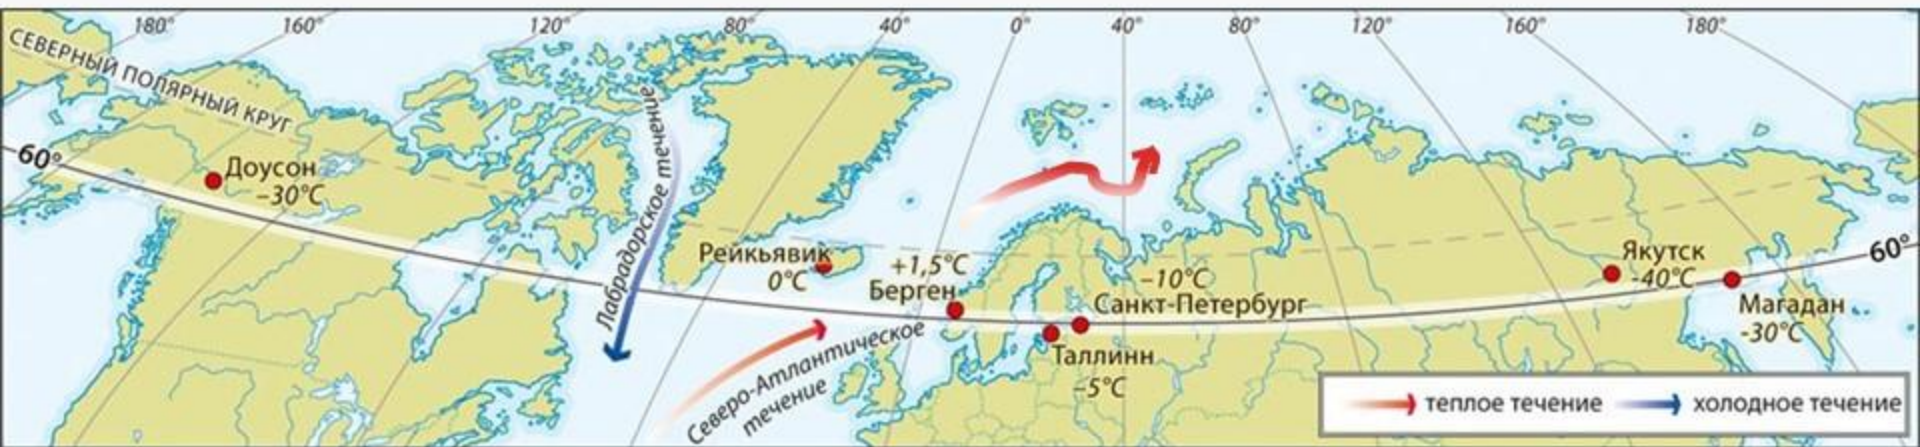 180° 160° 120° 80° 40° 0° 40° 80° 120° 160° 180°
СЕВЕРНЫЙ ПОЛЯРНЫЙ КРУГ
60°
Доусон
–30°C
Лабрадорское течение
Рейкьявик
0°C
+1,5°C
Берген
Северо-Атлантическое
течение
–10°C
Санкт-Петербург
Таллинн
–5°C
Якутск
-40°C
60°
Магадан
-30°C
теплое течение
холодное течение